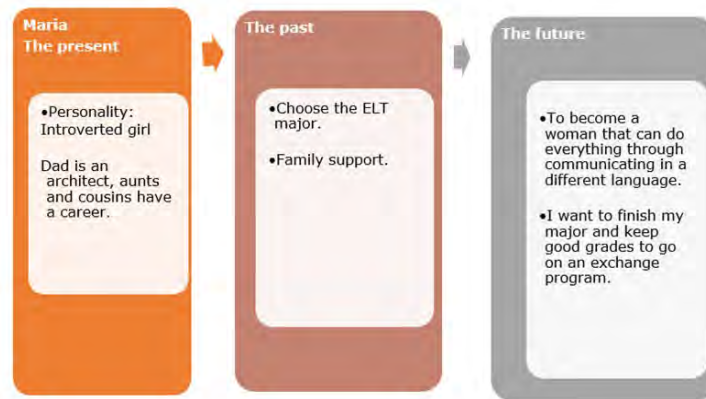 Maria
The present
•Personality:
Introverted girl
Dad is an
architect, aunts
and cousins have
a career.
The past
•Choose the ELT
major.
•Family support.
The future
•To become a
woman that can do
everything through
communicating in a
different language.
•I want to finish my
major and keep
good grades to go
on an exchange
program.